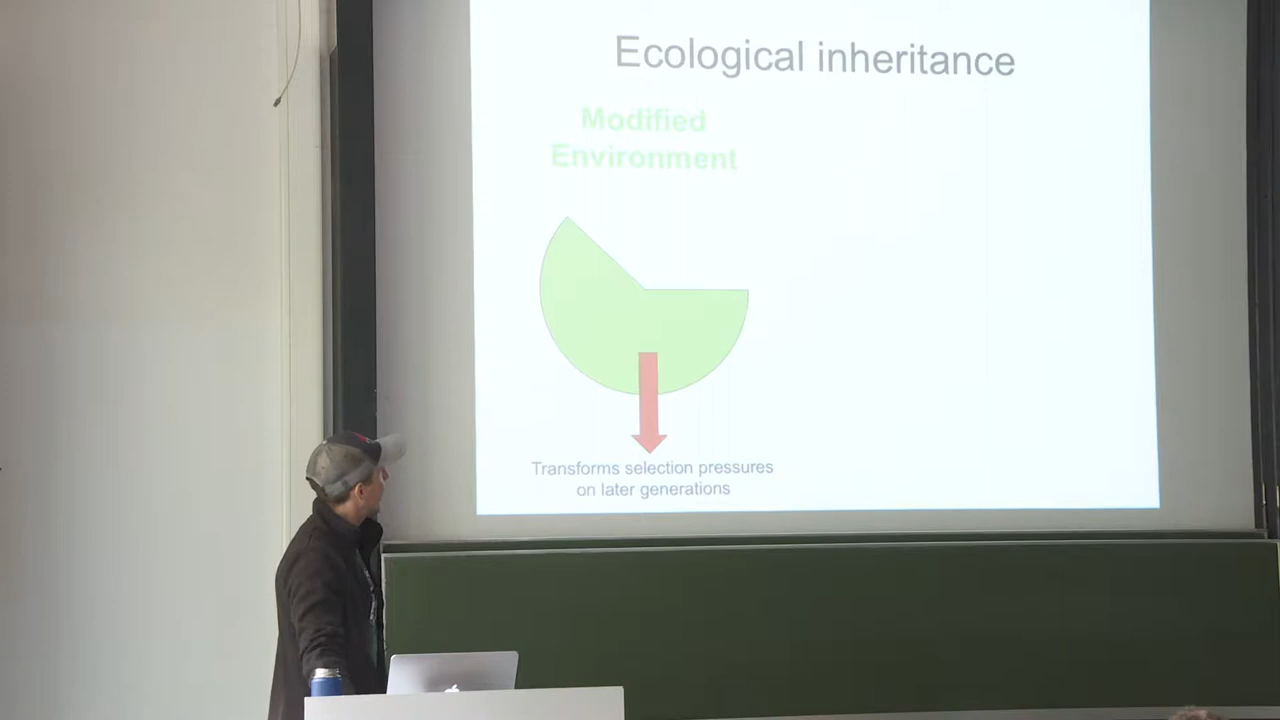 Ecological inheritance
Modified
Environment
Transforms selection pressures
on later generations